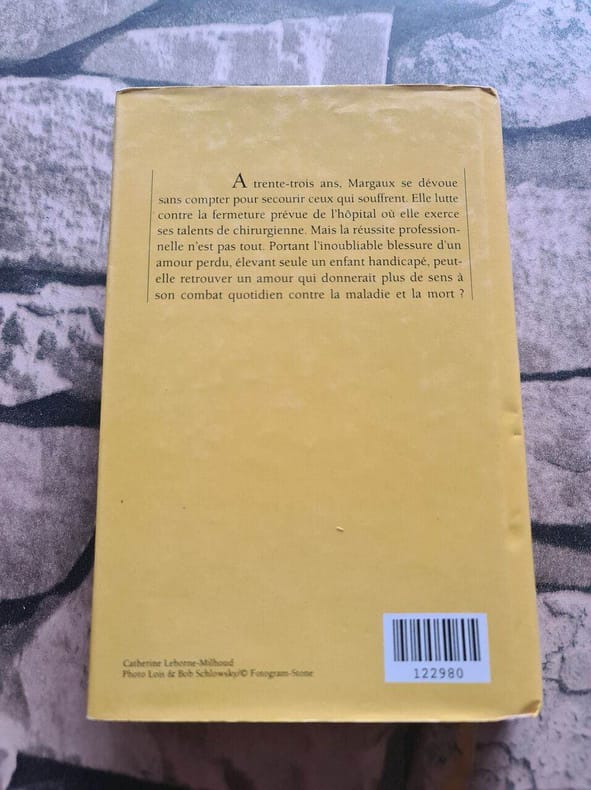 A trente-trois ans, Margaux se dévoue
sans compter pour secourir ceux qui souffrent. Elle lutte
contre la fermeture prévue de l'hôpital où elle exerce
ses talents de chirurgienne. Mais la réussite profession-
nelle n'est pas tout. Portant l'inoubliable blessure d'un
amour perdu, élevant seule un enfant handicapé, peut-
elle retrouver un amour qui donnerait plus de sens à
son combat quotidien contre la maladie et la mort ?
Catherine Leborne-Milhoud
Photo Lois & Bob Schlowsky/© Fotogram-Stone
122980